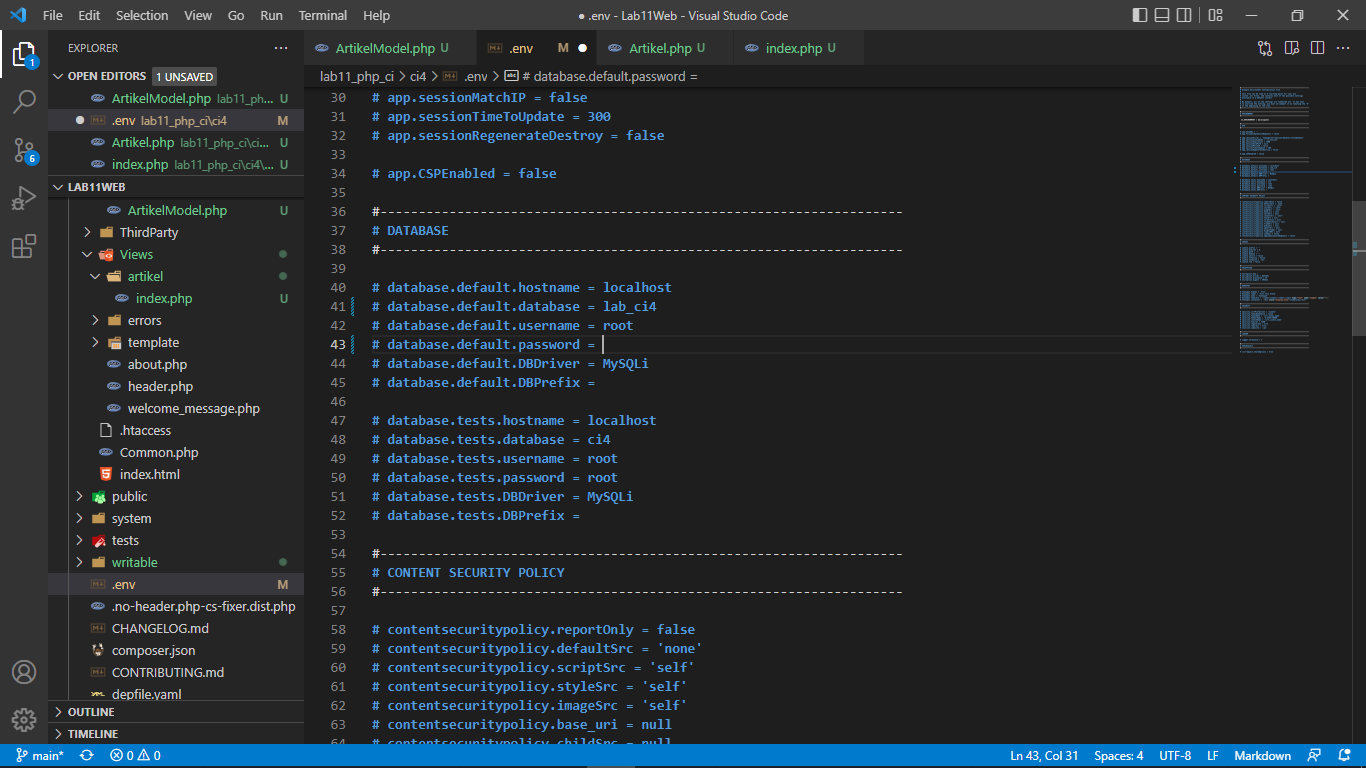 File Edit Selection View Go Run Terminal Help
● .env - Lab11Web - Visual Studio Code
EXPLORER
OPEN EDITORS 1 UNSAVED
ArtikelModel.php lab11_ph... U
.env lab11_php_ci\ci4 M
Artikel.php lab11_php_ci\ci... U
index.php lab11_php_ci\ci4\... U
LAB11WEB
ArtikelModel.php U
ThirdParty
Views
artikel
index.php U
errors
template
about.php
header.php
welcome_message.php
.htaccess
Common.php
index.html
public
system
tests
writable
.env M
.no-header.php-cs-fixer.dist.php
CHANGELOG.md
composer.json
CONTRIBUTING.md
depfile.yaml
OUTLINE
TIMELINE
1
6
ArtikelModel.php U
.env M
Artikel.php U
index.php U
lab11_php_ci > ci4 > .env > # database.default.password =
30 # app.sessionMatchIP = false
31 # app.sessionTimeToUpdate = 300
32 # app.sessionRegenerateDestroy = false
33
34 # app.CSPEnabled = false
35
36 #--------------------------------------------------------------------
37 # DATABASE
38 #--------------------------------------------------------------------
39
40 # database.default.hostname = localhost
41 # database.default.database = lab_ci4
42 # database.default.username = root
43 # database.default.password =
44 # database.default.DBDriver = MySQLi
45 # database.default.DBPrefix =
46
47 # database.tests.hostname = localhost
48 # database.tests.database = ci4
49 # database.tests.username = root
50 # database.tests.password = root
51 # database.tests.DBDriver = MySQLi
52 # database.tests.DBPrefix =
53
54 #--------------------------------------------------------------------
55 # CONTENT SECURITY POLICY
56 #--------------------------------------------------------------------
57
58 # contentsecuritypolicy.reportOnly = false
59 # contentsecuritypolicy.defaultSrc = 'none'
60 # contentsecuritypolicy.scriptSrc = 'self'
61 # contentsecuritypolicy.styleSrc = 'self'
62 # contentsecuritypolicy.imageSrc = 'self'
63 # contentsecuritypolicy.base_uri = null
64 # contentsecuritypolicy.childSrc = null
main* 0 0
Ln 43, Col 31 Spaces: 4 UTF-8 LF Markdown